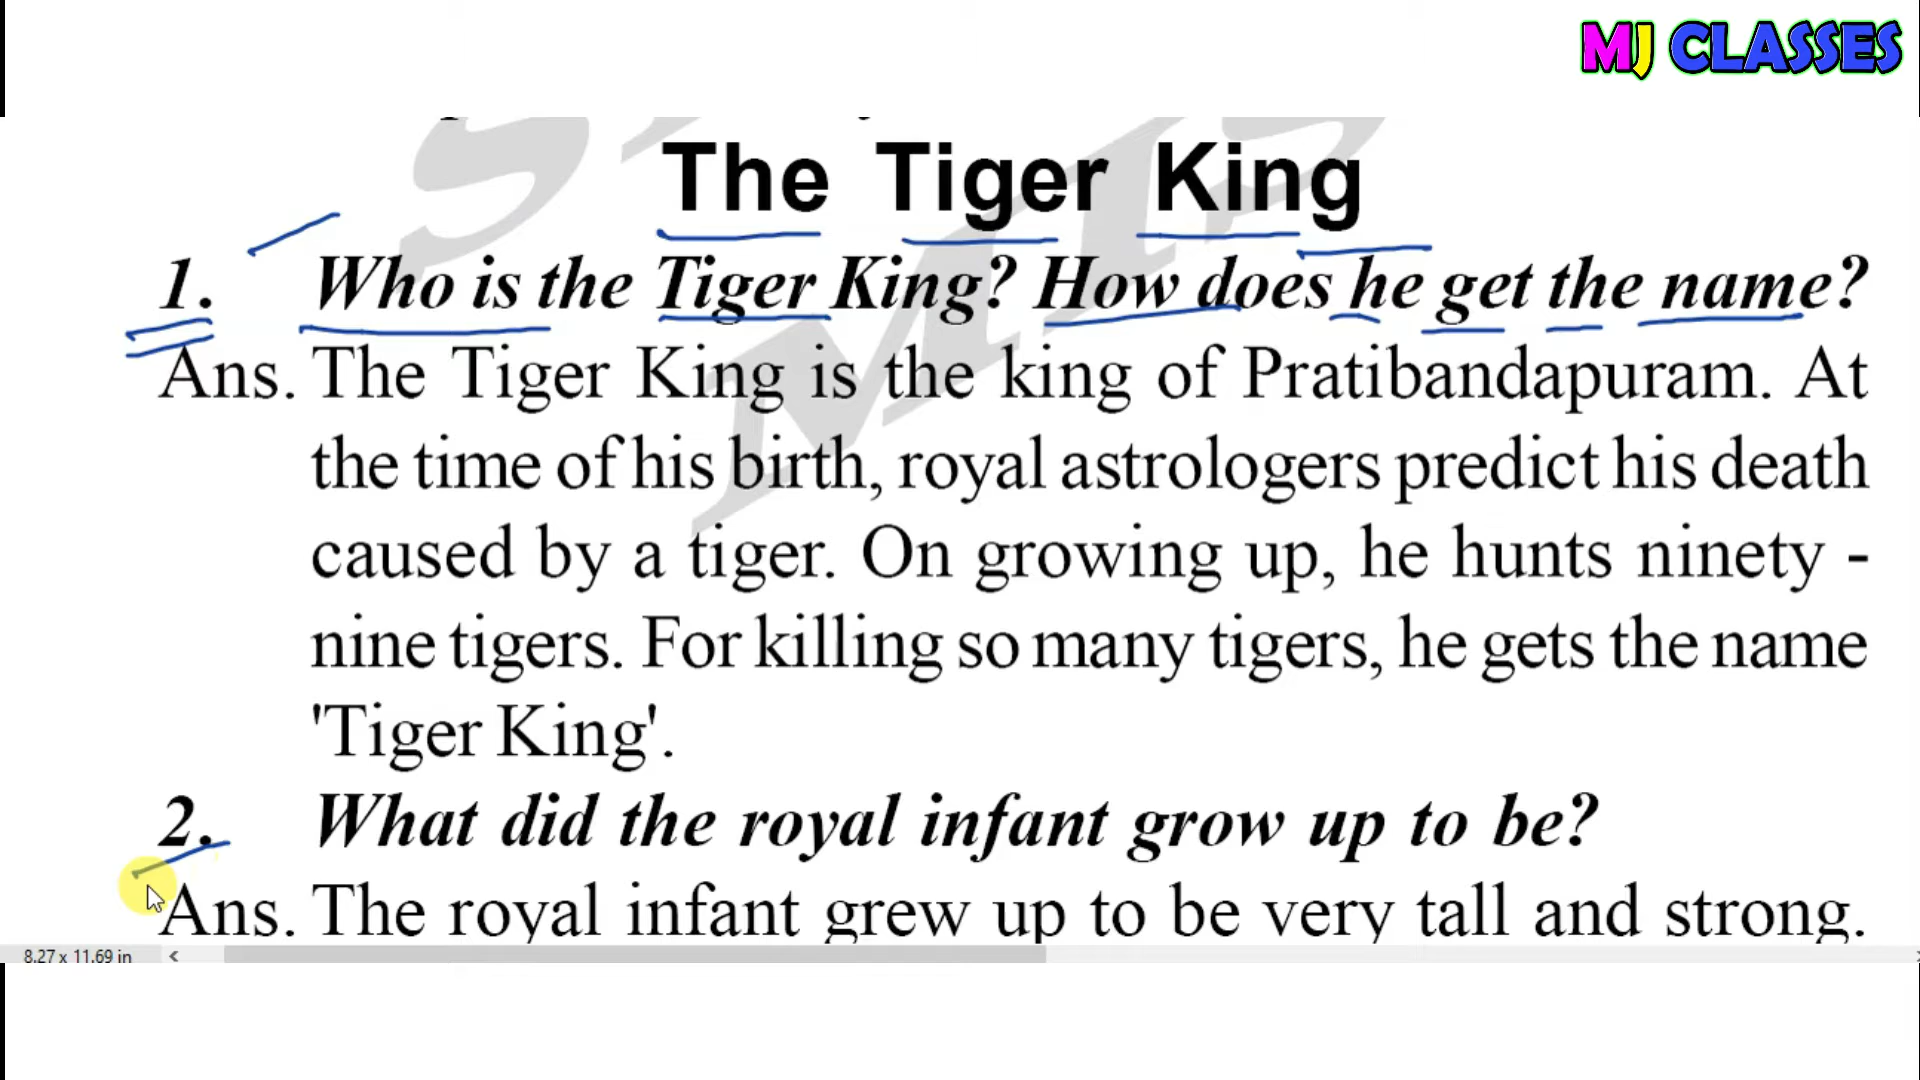 MJ CLASSES
The Tiger King
1. Who is the Tiger King? How does he get the name?
Ans. The Tiger King is the king of Pratibandapuram. At
the time of his birth, royal astrologers predict his death
caused by a tiger. On growing up, he hunts ninety -
nine tigers. For killing so many tigers, he gets the name
'Tiger King'.
2. What did the royal infant grow up to be?
Ans. The royal infant grew up to be very tall and strong.
8.27 x 11.69 in